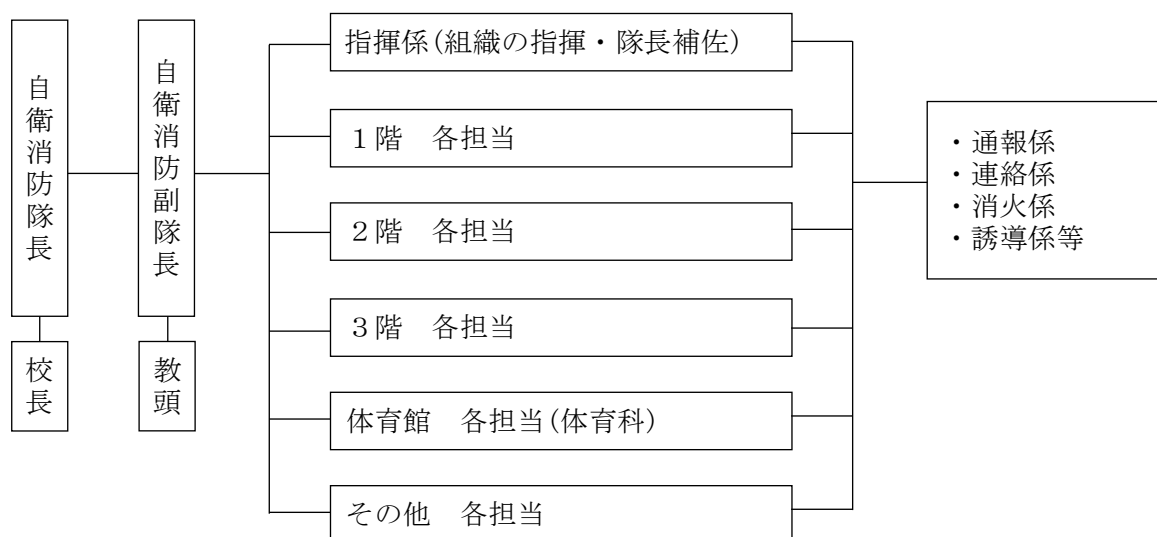 自衛消防隊長
校長
自衛消防副隊長
教頭
指揮係(組織の指揮・隊長補佐)
1階　各担当
2階　各担当
3階　各担当
体育館　各担当(体育科)
その他　各担当
・通報係
・連絡係
・消火係
・誘導係等